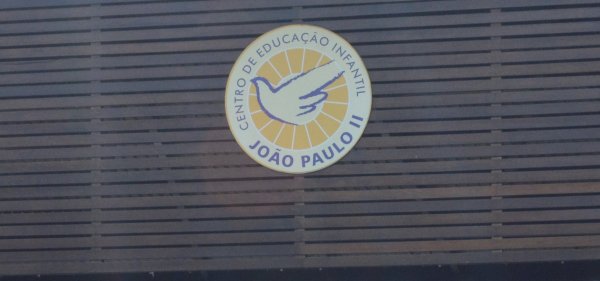 CENTRO DE EDUCAÇÃO INFANTIL
JOÃO PAULO II